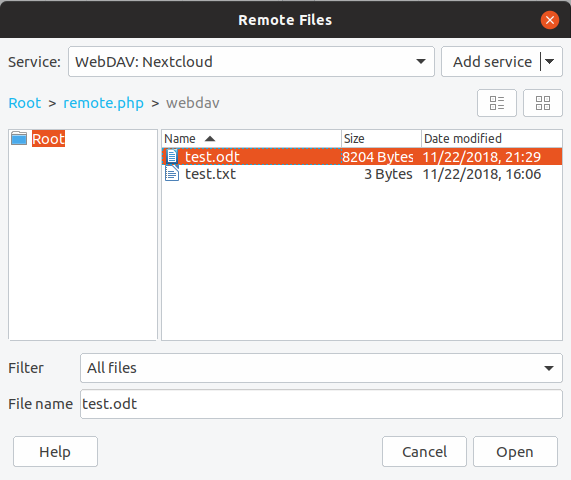 Remote Files
Service: WebDAV: Nextcloud Add service
Root > remote.php > webdav
Root
Name Size Date modified
test.odt 8204 Bytes 11/22/2018, 21:29
test.txt 3 Bytes 11/22/2018, 16:06
Filter All files
File name test.odt
Help Cancel Open